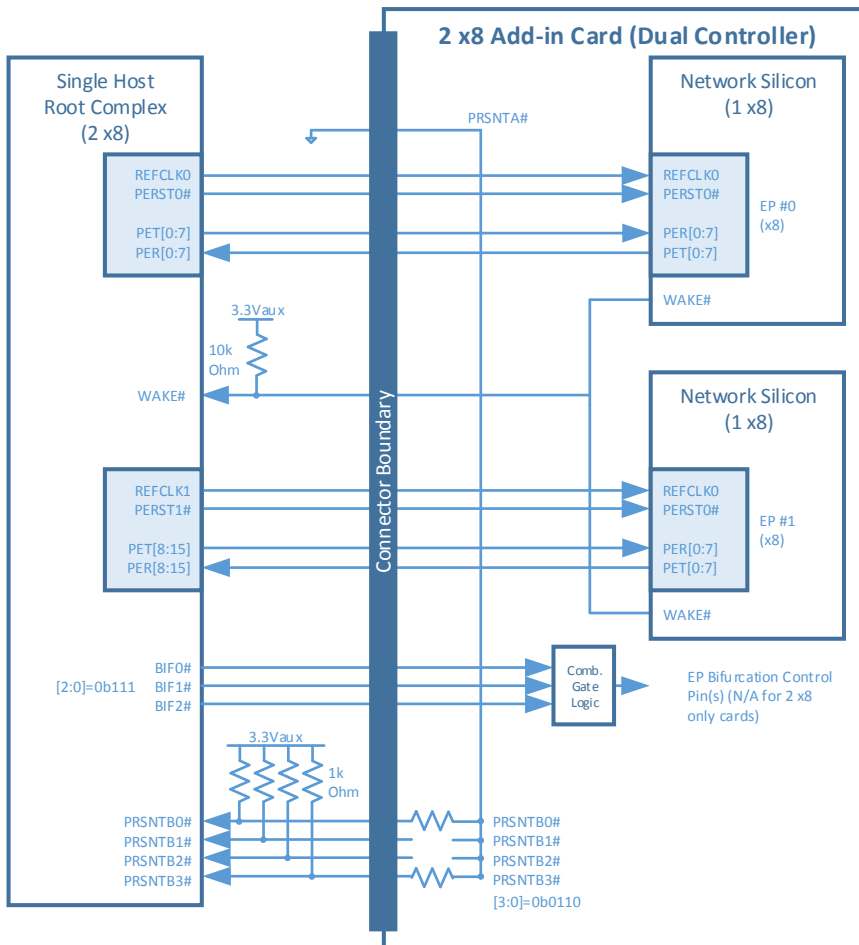 2 x8 Add-in Card (Dual Controller)
Single Host
Root Complex
(2 x8)
REFCLK0
PERST0#
PET[0:7]
PER[0:7]
3.3Vaux
10k
Ohm
WAKE#
REFCLK1
PERST1#
PET[8:15]
PER[8:15]
BIF0#
[2:0]=0b111
BIF1#
BIF2#
3.3Vaux
1k
Ohm
PRSNTB0#
PRSNTB1#
PRSNTB2#
PRSNTB3#
Connector Boundary
PRSNTA#
Network Silicon
(1 x8)
REFCLK0
PERST0#
PER[0:7]
PET[0:7]
EP #0
(x8)
WAKE#
Network Silicon
(1 x8)
REFCLK0
PERST0#
PER[0:7]
PET[0:7]
EP #1
(x8)
WAKE#
Comb.
Gate
Logic
EP Bifurcation Control
Pin(s) (N/A for 2 x8
only cards)
PRSNTB0#
PRSNTB1#
PRSNTB2#
PRSNTB3#
[3:0]=0b0110